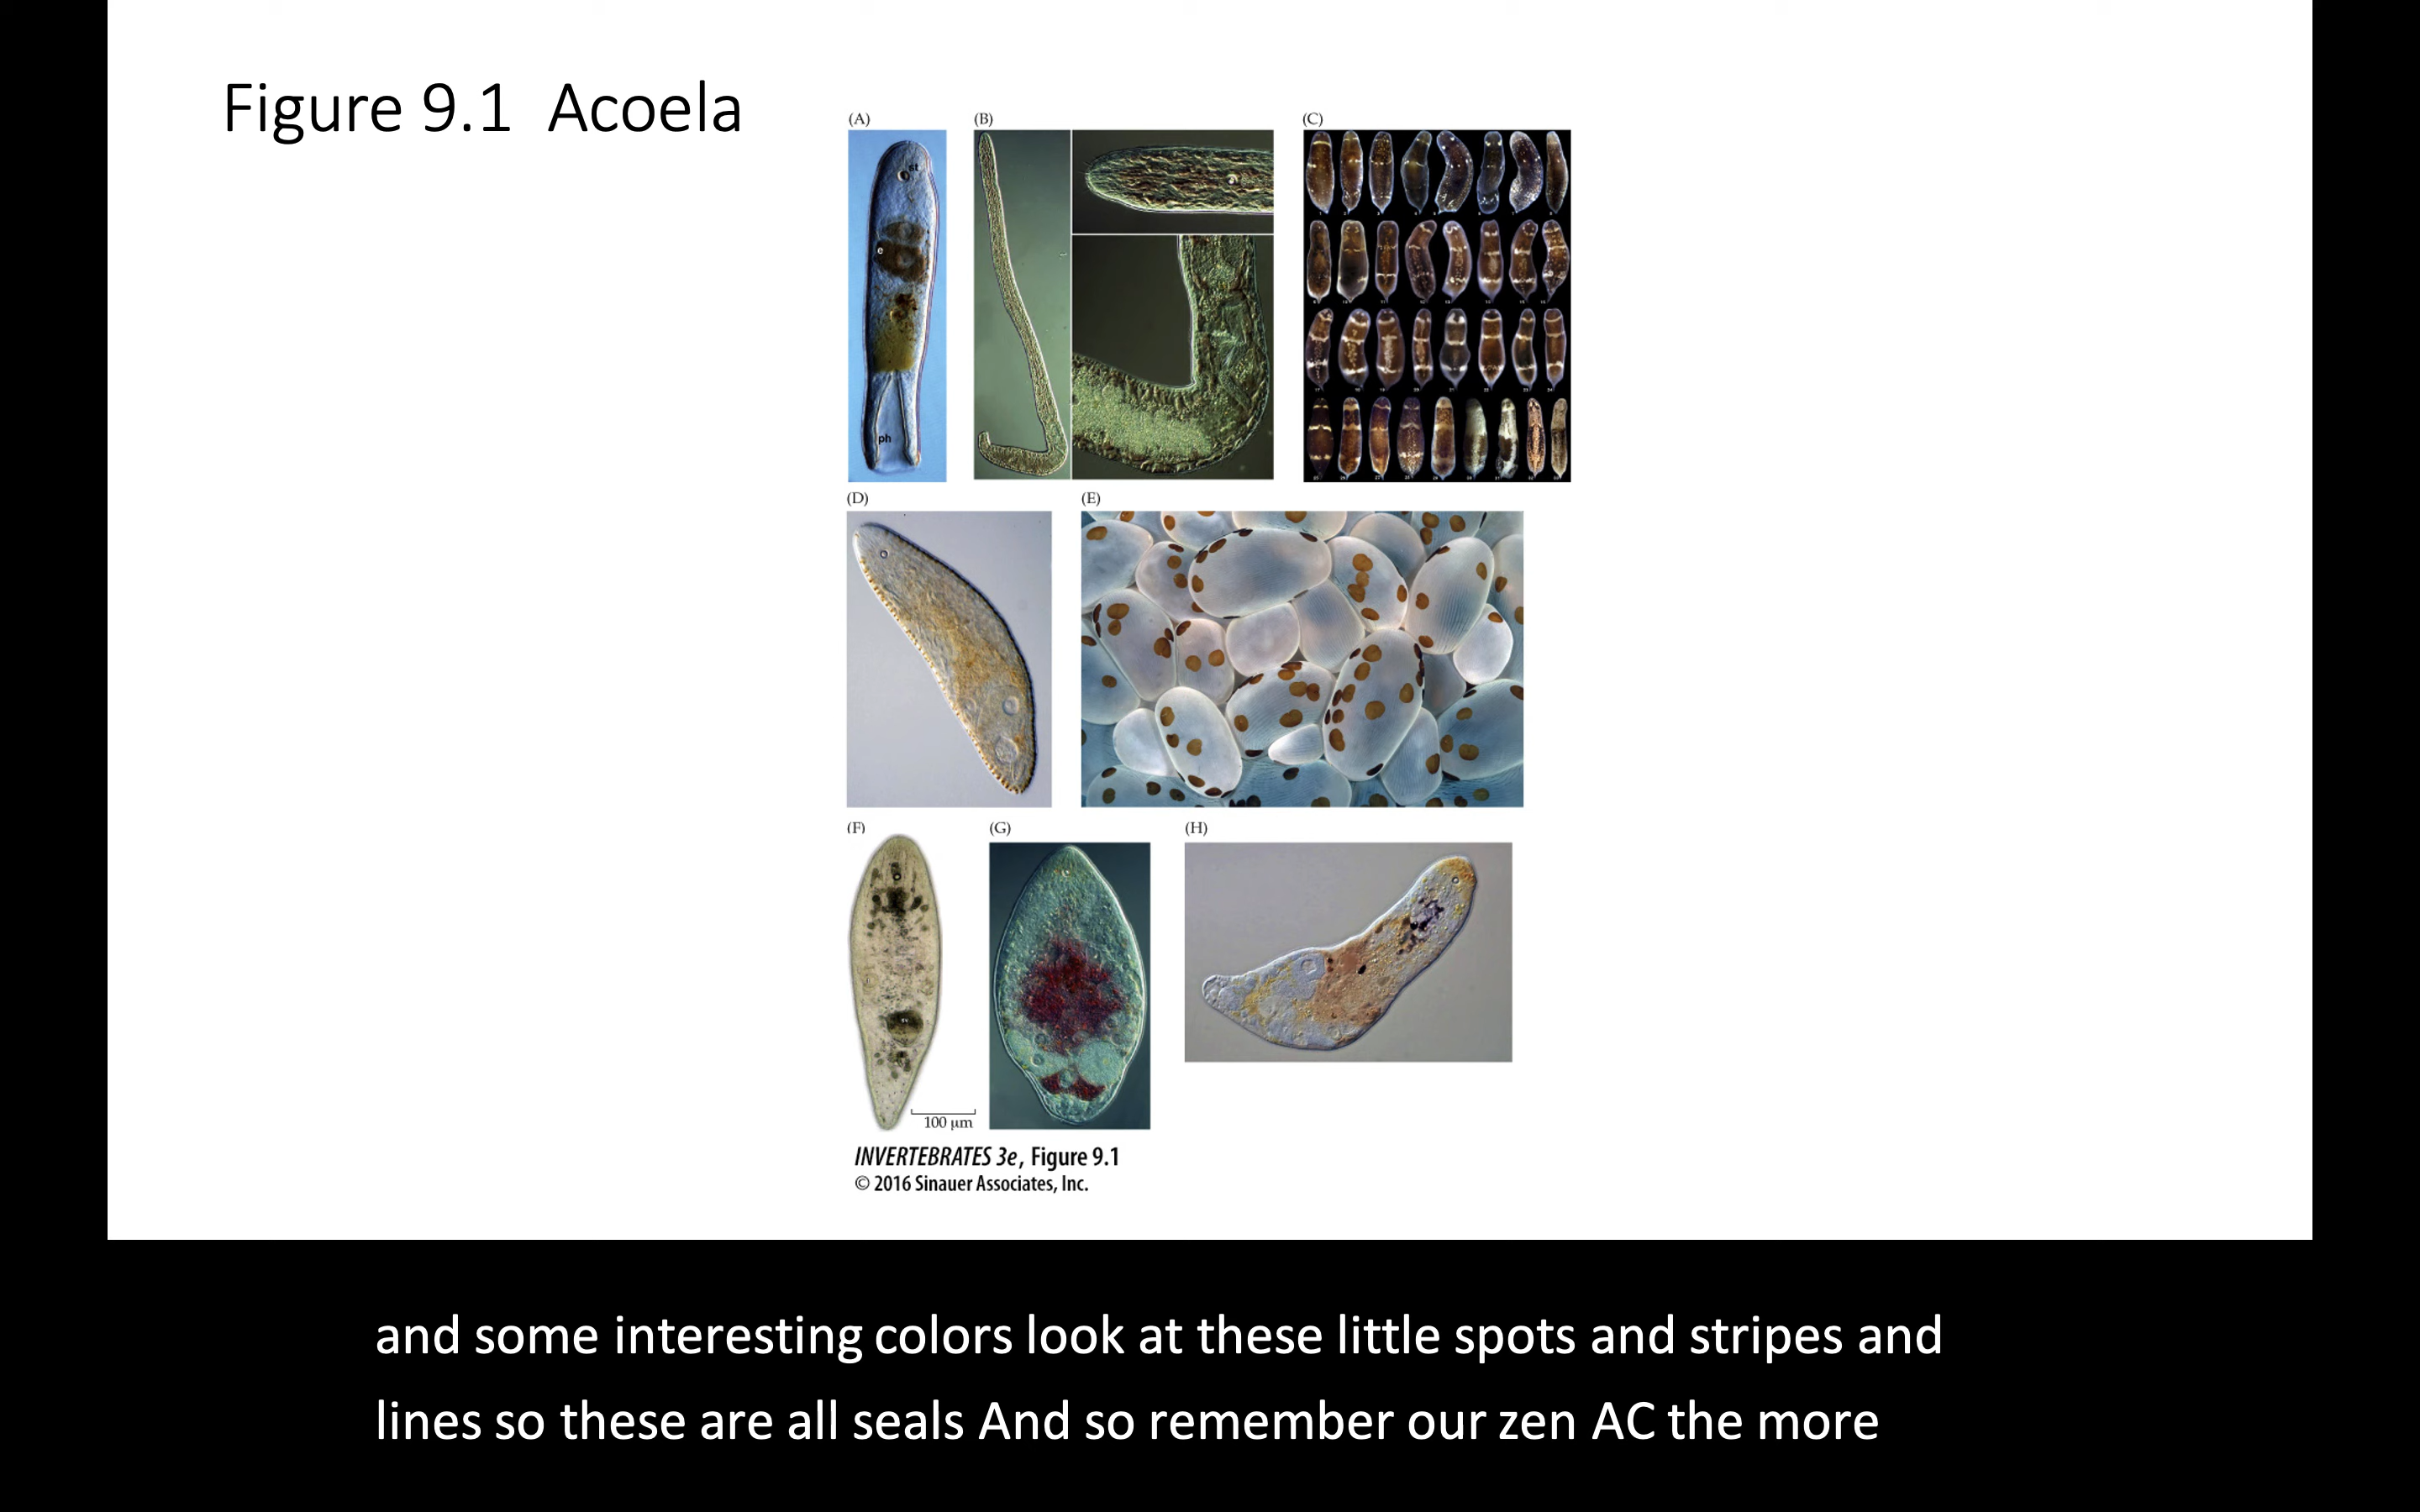 Figure 9.1 Acoela
(A)
(B)
(C)
st
e
ph
(D)
(E)
(F)
(G)
(H)
100 µm
INVERTEBRATES 3e, Figure 9.1
© 2016 Sinauer Associates, Inc.
and some interesting colors look at these little spots and stripes and
lines so these are all seals And so remember our zen AC the more